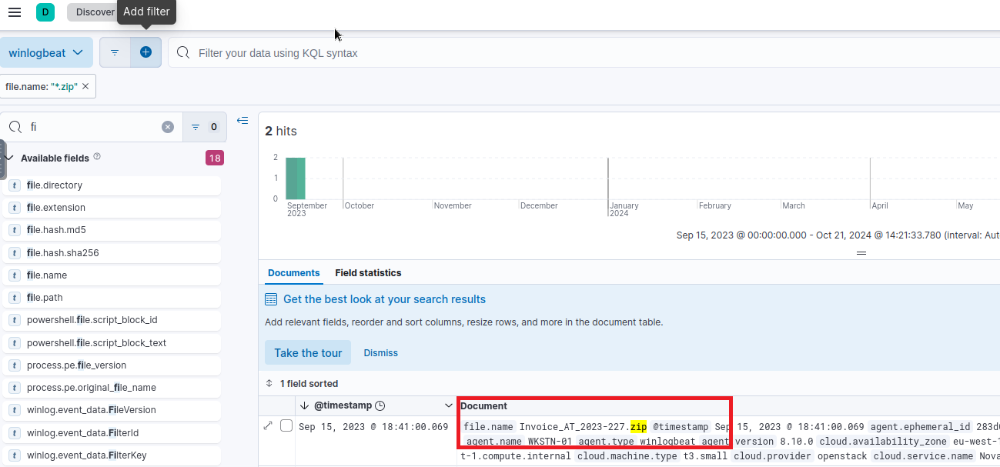 D Discover
Add filter
winlogbeat
Filter your data using KQL syntax
file.name: "*.zip"
fi
0
Available fields
18
t file.directory
t file.extension
t file.hash.md5
t file.hash.sha256
t file.name
t file.path
t powershell.file.script_block_id
t powershell.file.script_block_text
t process.pe.file_version
t process.pe.original_file_name
t winlog.event_data.FileVersion
t winlog.event_data.FilterId
t winlog.event_data.FilterKey
2 hits
2
1
0
September October November December January February March April May
2023 2024
Sep 15, 2023 @ 00:00:00.000 - Oct 21, 2024 @ 14:21:33.780 (interval: Aut
Documents Field statistics
Get the best look at your search results
Add relevant fields, reorder and sort columns, resize rows, and more in the document table.
Take the tour Dismiss
1 field sorted
@timestamp Document
Sep 15, 2023 @ 18:41:00.069 file.name Invoice_AT_2023-227.zip @timestamp Sep 15, 2023 @ 18:41:00.069 agent.ephemeral_id 283d
agent.name WKSTN-01 agent.type winlogbeat agent version 8.10.0 cloud.availability_zone eu-west-1
t-1.compute.internal cloud.machine.type t3.small cloud.provider openstack cloud.service.name Nova